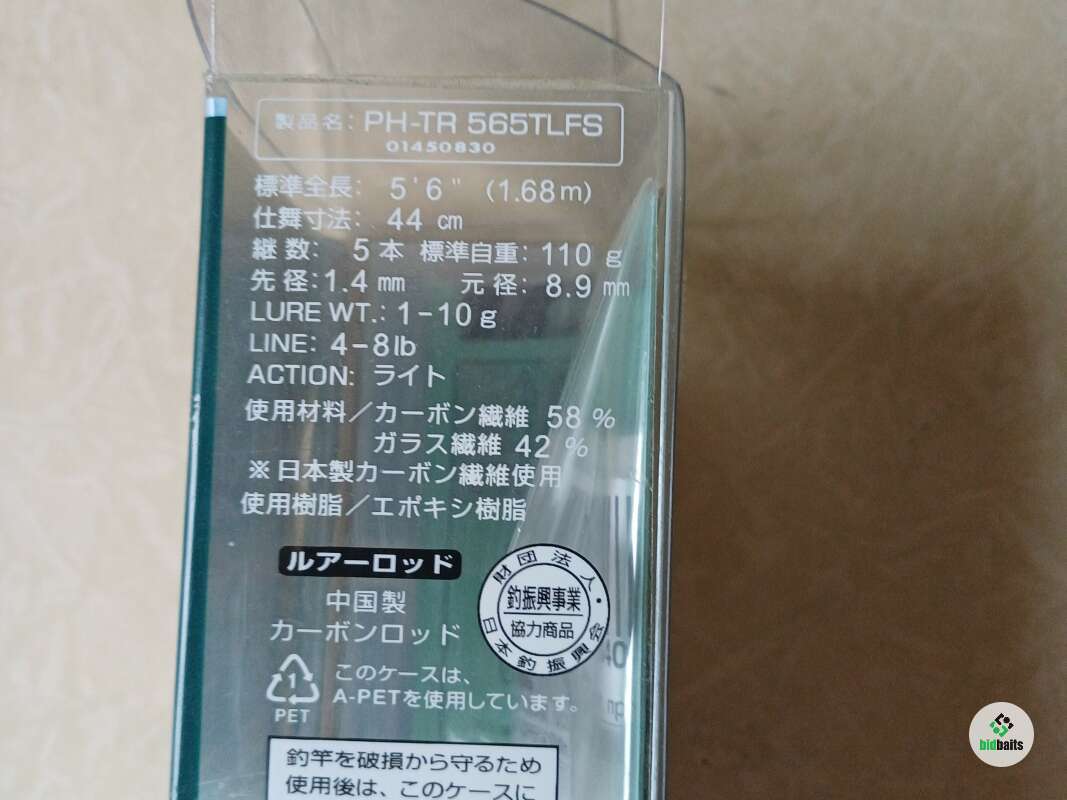 製品名: PH-TR 565TLFS
01450830
標準全長: 5'6" (1.68m)
仕舞寸法: 44 cm
継数: 5本 標準自重: 110 g
先径:1.4 mm 元径: 8.9 mm
LURE WT.: 1-10 g
LINE: 4-8lb
ACTION: ライト
使用材料/カーボン繊維 58 %
ガラス繊維 42 %
※日本製カーボン繊維使用
使用樹脂/エポキシ樹脂
ルアーロッド
中国製
カーボンロッド
財団法人・
釣振興事業
協力商品
日本釣振興会
1
PET
このケースは、
A-PETを使用しています。
釣竿を破損から守るため
使用後は、このケースに
bidbaits